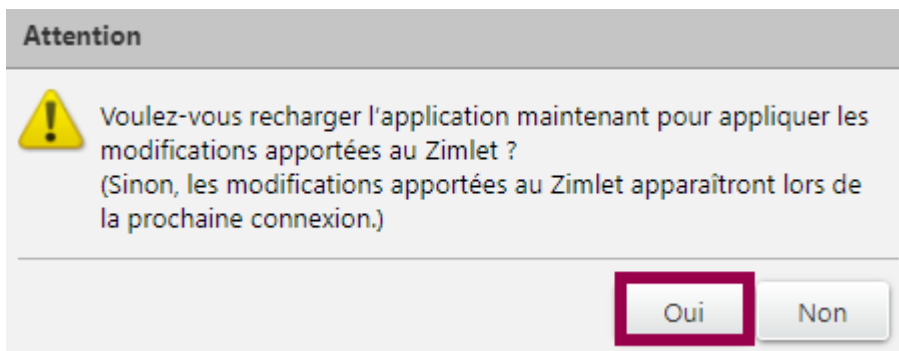 Attention
Voulez-vous recharger l'application maintenant pour appliquer les
modifications apportées au Zimlet ?
(Sinon, les modifications apportées au Zimlet apparaîtront lors de
la prochaine connexion.)
Oui Non